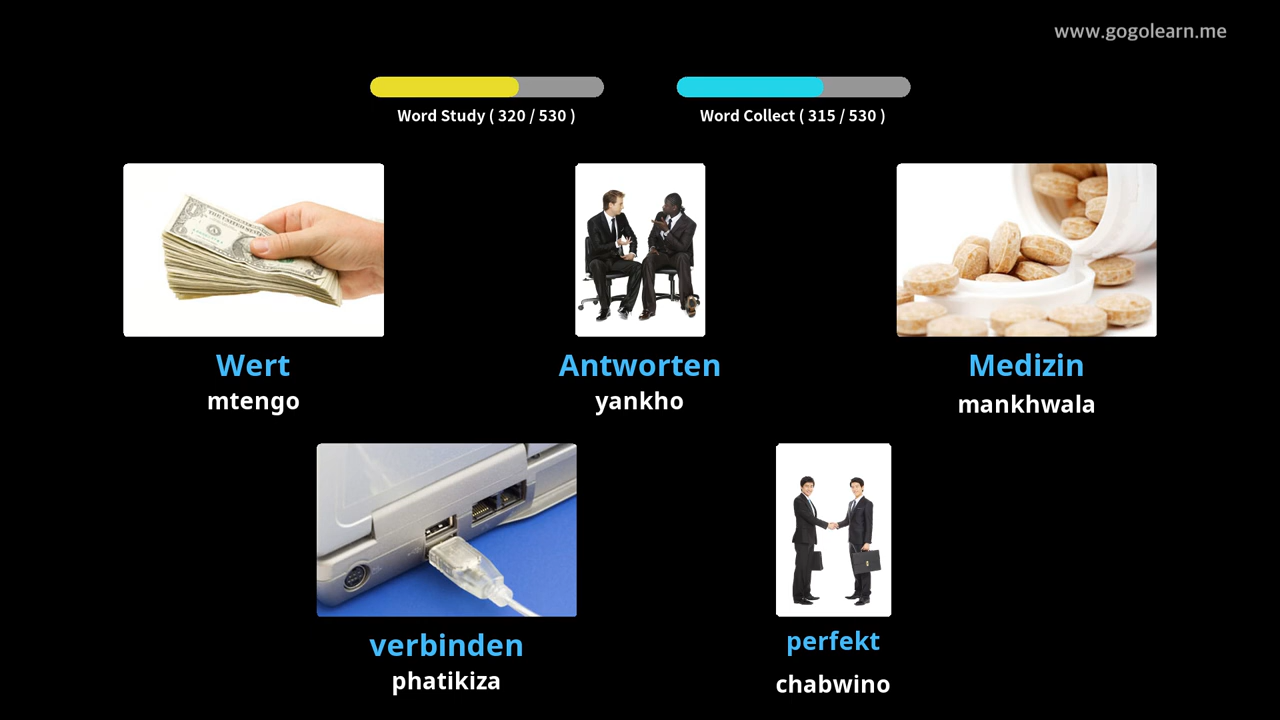 www.gogolearn.me
Word Study ( 320 / 530 )
Word Collect ( 315 / 530 )
Wert
mtengo
Antworten
yankho
Medizin
mankhwala
verbinden
phatikiza
perfekt
chabwino